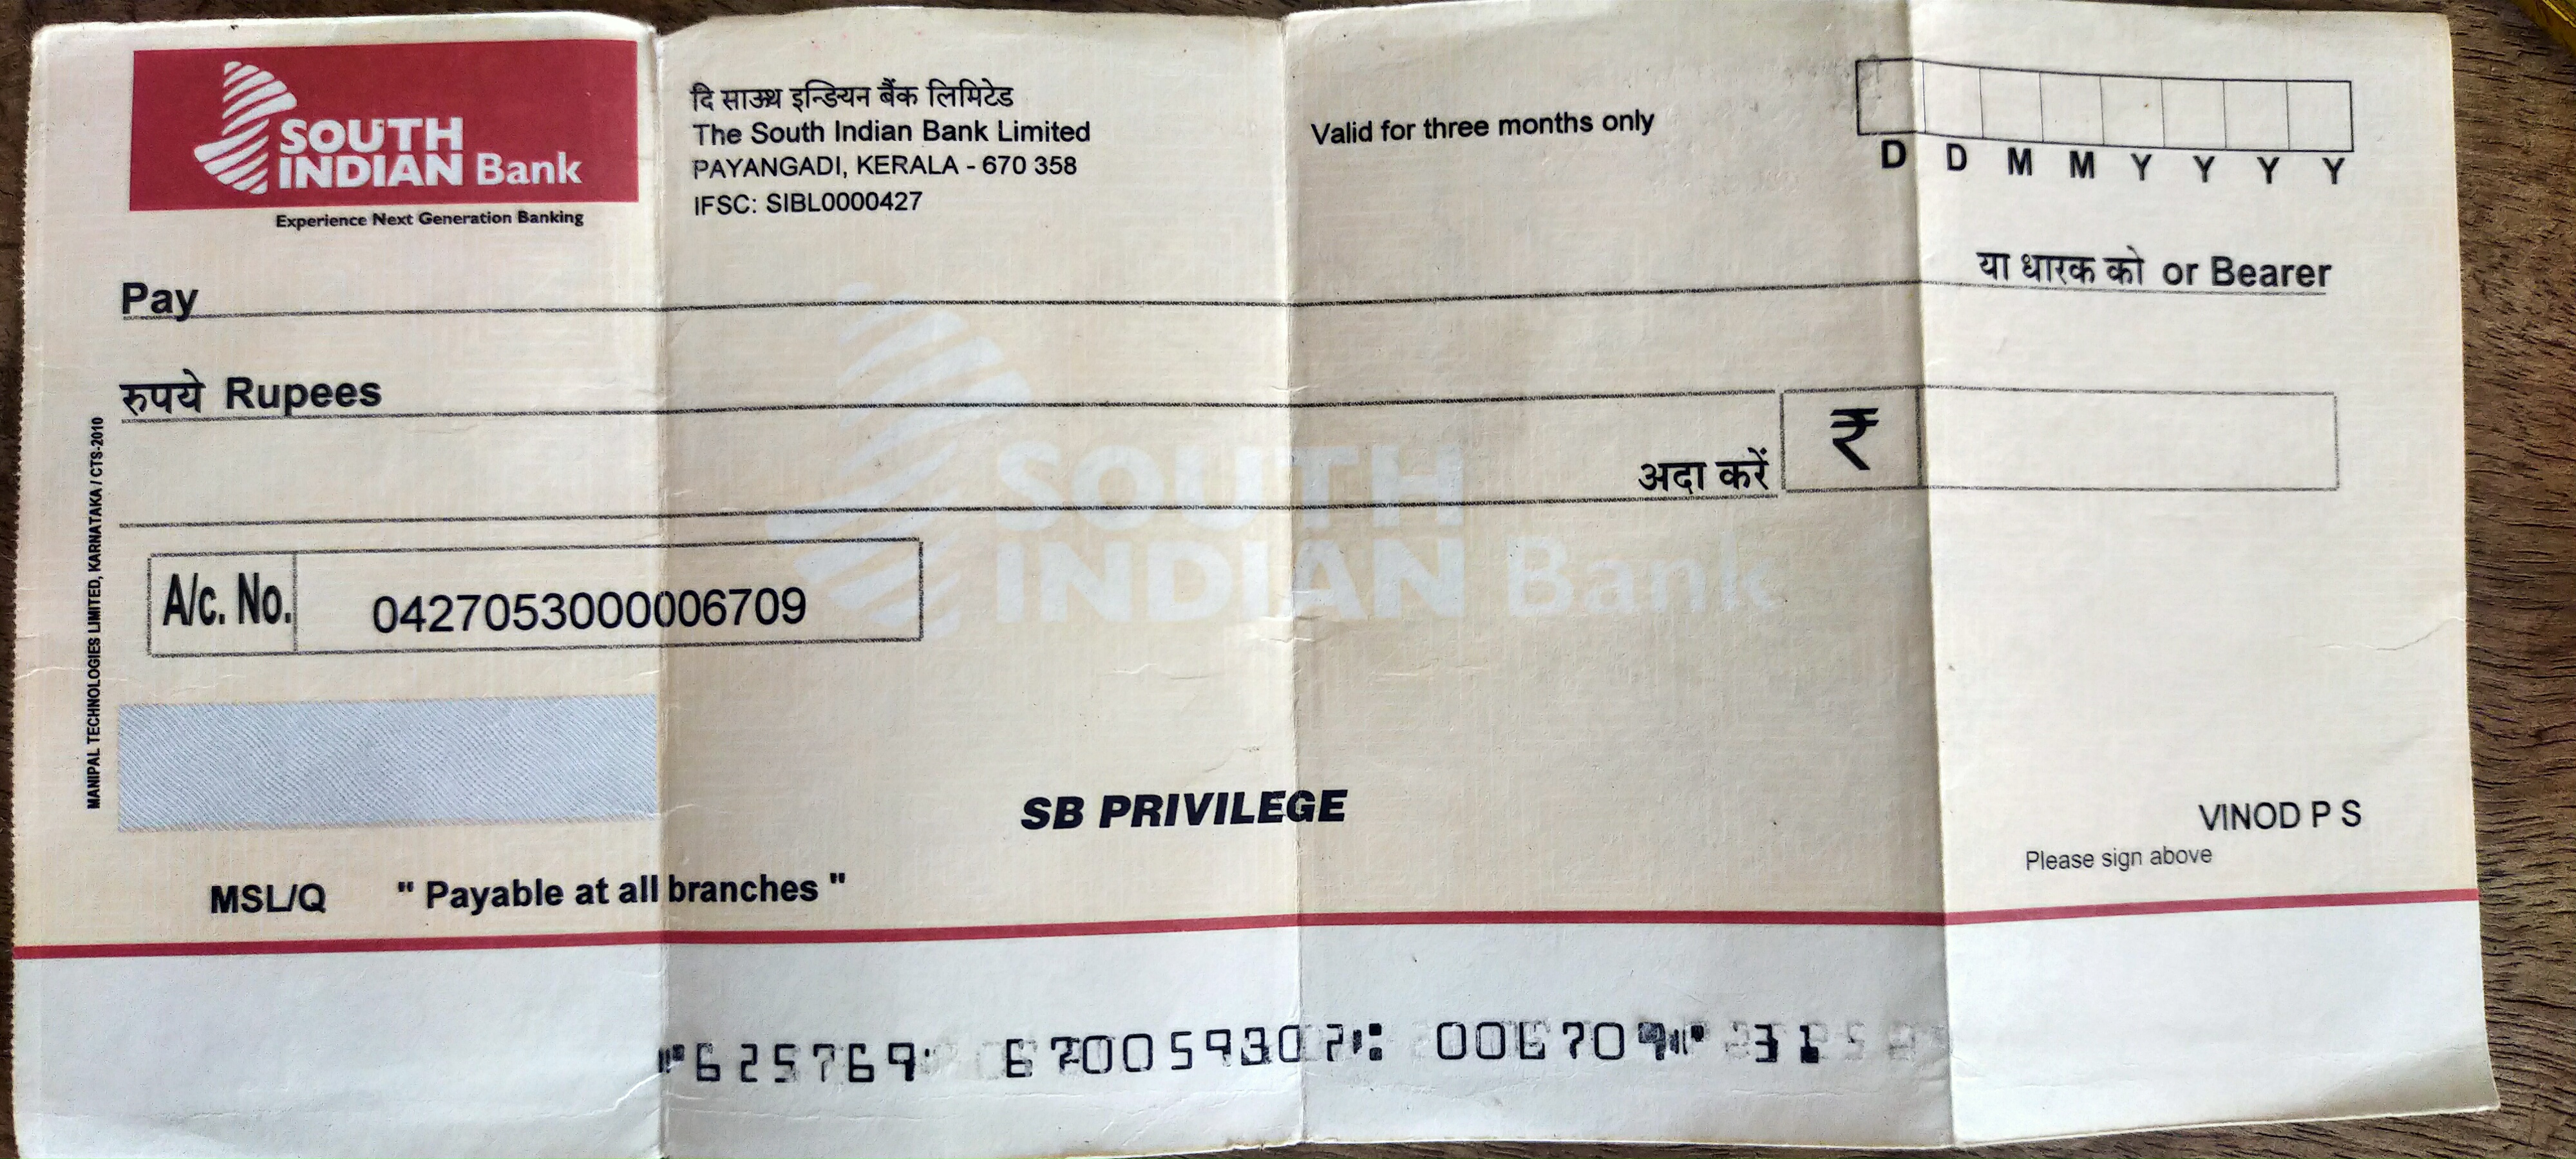 SOUTH
INDIAN Bank
Experience Next Generation Banking
दि साऊथ इन्डियन बैंक लिमिटेड
The South Indian Bank Limited
PAYANGADI, KERALA - 670 358
IFSC: SIBL0000427
Valid for three months only
D D M M Y Y Y Y
Pay
या धारक को or Bearer
रुपये Rupees
अदा करें ₹
SOUTH
INDIAN Bank
A/c. No. 0427053000006709
MANIPAL TECHNOLOGIES LIMITED, KARNATAKA / CTS-2010
SB PRIVILEGE
VINOD P S
Please sign above
MSL/Q " Payable at all branches "
625769 670059307 006709 31